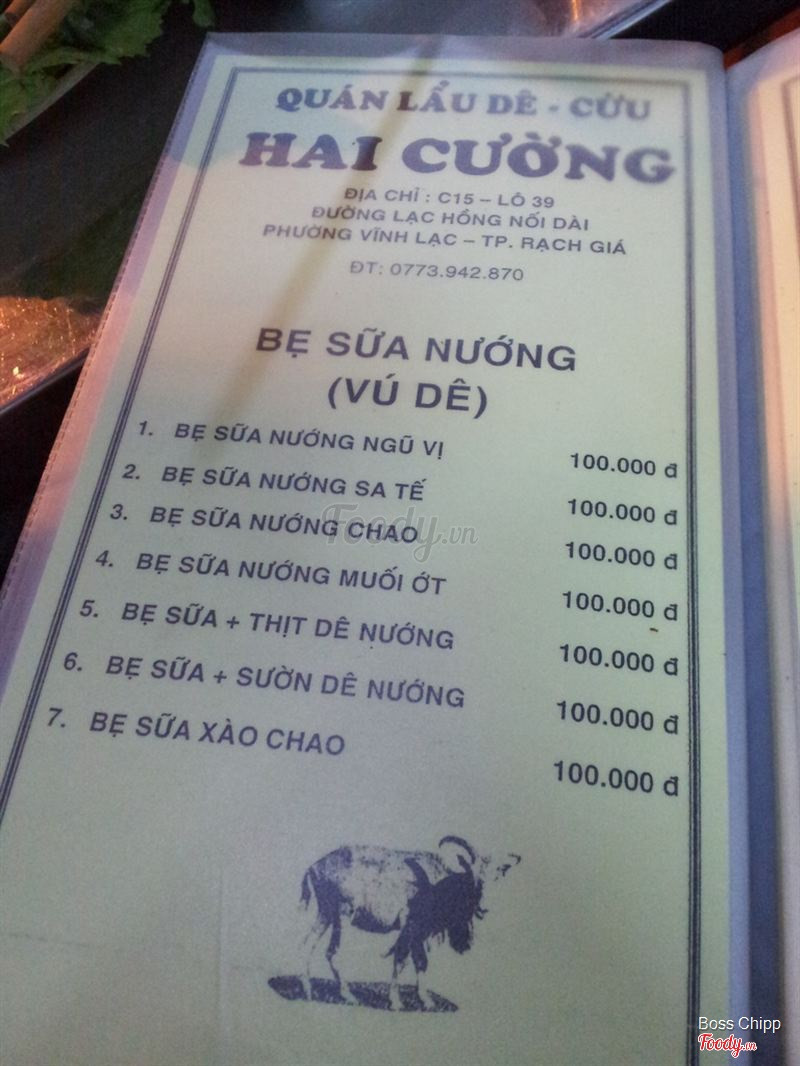 QUÁN LẨU DÊ - CỪU
HAI CƯỜNG
ĐỊA CHỈ : C15 – LÔ 39
ĐƯỜNG LẠC HỒNG NỐI DÀI
PHƯỜNG VĨNH LẠC – TP. RẠCH GIÁ
ĐT: 0773.942.870
BẸ SỮA NƯỚNG
(VÚ DÊ)
1. BẸ SỮA NƯỚNG NGŨ VỊ 100.000 đ
2. BẸ SỮA NƯỚNG SA TẾ 100.000 đ
3. BẸ SỮA NƯỚNG CHAO 100.000 đ
4. BẸ SỮA NƯỚNG MUỐI ỚT 100.000 đ
5. BẸ SỮA + THỊT DÊ NƯỚNG 100.000 đ
6. BẸ SỮA + SƯỜN DÊ NƯỚNG 100.000 đ
7. BẸ SỮA XÀO CHAO 100.000 đ
Foody.vn
Boss Chipp
Foody.vn